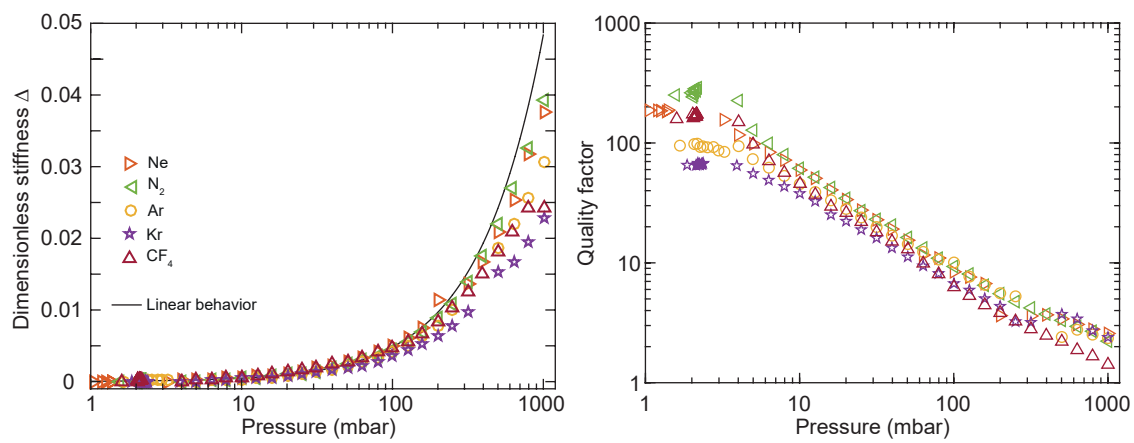 0.05
0.04
0.03
0.02
0.01
0
Dimensionless stiffness Δ
Ne
N₂
Ar
Kr
CF₄
Linear behavior
1
10
100
1000
Pressure (mbar)
1000
100
10
1
Quality factor
1
10
100
1000
Pressure (mbar)